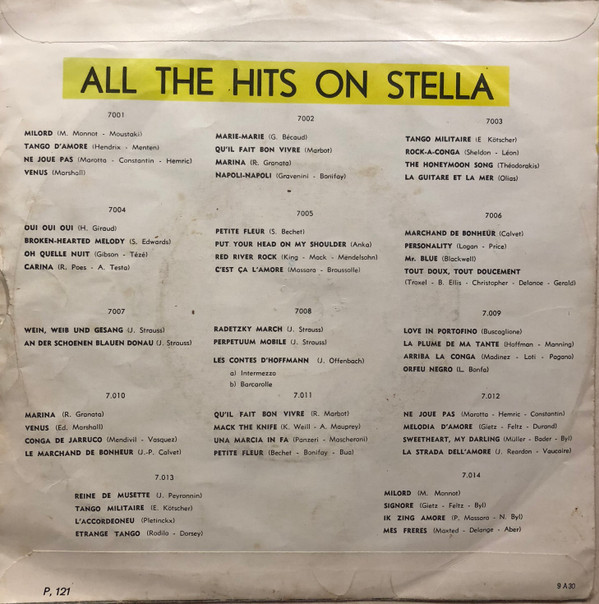 ALL THE HITS ON STELLA
7001
MILORD (M. Monnot - Moustaki)
TANGO D'AMORE (Hendrix - Menten)
NE JOUE PAS (Marotta - Constantin - Hemric)
VENUS (Marshall)
7002
MARIE-MARIE (G. Bécaud)
QU'IL FAIT BON VIVRE (Marbot)
MARINA (R. Granata)
NAPOLI-NAPOLI (Gravenini - Bonifay)
7003
TANGO MILITAIRE (E. Kötscher)
ROCK-A-CONGA (Sheldon - Léon)
THE HONEYMOON SONG (Théodorakis)
LA GUITARE ET LA MER (Olias)
7004
OUI OUI OUI (H. Giraud)
BROKEN-HEARTED MELODY (S. Edwards)
OH QUELLE NUIT (Gibson - Tézé)
CARINA (R. Poes - A. Testa)
7005
PETITE FLEUR (S. Bechet)
PUT YOUR HEAD ON MY SHOULDER (Anka)
RED RIVER ROCK (King - Mack - Mendelsohn)
C'EST ÇA L'AMORE (Massara - Broussolle)
7006
MARCHAND DE BONHEUR (Calvet)
PERSONALITY (Logan - Price)
Mr. BLUE (Blackwell)
TOUT DOUX, TOUT DOUCEMENT
(Troxel - B. Ellis - Christopher - Delanoe - Gerald)
7007
WEIN, WEIB UND GESANG (J. Strauss)
AN DER SCHOENEN BLAUEN DONAU (J. Strauss)
7008
RADETZKY MARCH (J. Strauss)
PERPETUUM MOBILE (J. Strauss)
LES CONTES D'HOFFMANN (J. Offenbach)
a) Intermezzo
b) Barcarolle
7.009
LOVE IN PORTOFINO (Buscaglione)
LA PLUME DE MA TANTE (Hoffman - Manning)
ARRIBA LA CONGA (Madinez - Loti - Pagano)
ORFEU NEGRO (L. Bonfa)
7.010
MARINA (R. Granata)
VENUS (Ed. Marshall)
CONGA DE JARRUCO (Mendivil - Vasquez)
LE MARCHAND DE BONHEUR (J.-P. Calvet)
7.011
QU'IL FAIT BON VIVRE (R. Marbot)
MACK THE KNIFE (K. Weill - A. Mauprey)
UNA MARCIA IN FA (Panzeri - Mascheroni)
PETITE FLEUR (Bechet - Bonifay - Bua)
7.012
NE JOUE PAS (Marotta - Hemric - Constantin)
MELODIA D'AMORE (Gietz - Feltz - Durand)
SWEETHEART, MY DARLING (Müller - Bader - Byl)
LA STRADA DELL'AMORE (J. Reardon - Vaucaire)
7.013
REINE DE MUSETTE (J. Peyronnin)
TANGO MILITAIRE (E. Kötscher)
L'ACCORDEONEU (Pletinckx)
ETRANGE TANGO (Rodilo - Dorsey)
7.014
MILORD (M. Monnot)
SIGNORE (Gietz - Feltz - Byl)
IK ZING AMORE (P. Massara - N. Byl)
MES FRERES (Maxted - Delange - Aber)
P, 121
9 A30